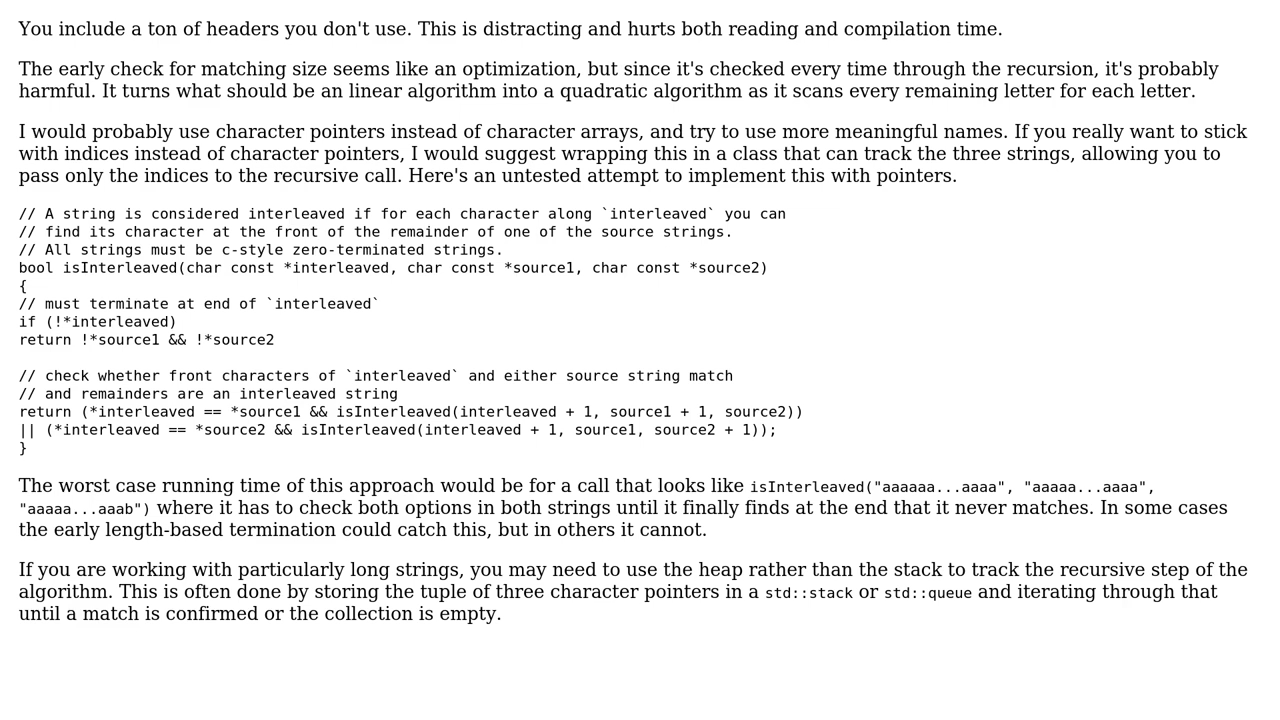 You include a ton of headers you don't use. This is distracting and hurts both reading and compilation time.
The early check for matching size seems like an optimization, but since it's checked every time through the recursion, it's probably
harmful. It turns what should be an linear algorithm into a quadratic algorithm as it scans every remaining letter for each letter.
I would probably use character pointers instead of character arrays, and try to use more meaningful names. If you really want to stick
with indices instead of character pointers, I would suggest wrapping this in a class that can track the three strings, allowing you to
pass only the indices to the recursive call. Here's an untested attempt to implement this with pointers.
// A string is considered interleaved if for each character along `interleaved` you can
// find its character at the front of the remainder of one of the source strings.
// All strings must be c-style zero-terminated strings.
bool isInterleaved(char const *interleaved, char const *source1, char const *source2)
{
// must terminate at end of `interleaved`
if (!*interleaved)
return !*source1 && !*source2
// check whether front characters of `interleaved` and either source string match
// and remainders are an interleaved string
return (*interleaved == *source1 && isInterleaved(interleaved + 1, source1 + 1, source2))
|| (*interleaved == *source2 && isInterleaved(interleaved + 1, source1, source2 + 1));
}
The worst case running time of this approach would be for a call that looks like isInterleaved("aaaaaa...aaaa", "aaaaa...aaaa",
"aaaaa...aaab") where it has to check both options in both strings until it finally finds at the end that it never matches. In some cases
the early length-based termination could catch this, but in others it cannot.
If you are working with particularly long strings, you may need to use the heap rather than the stack to track the recursive step of the
algorithm. This is often done by storing the tuple of three character pointers in a std::stack or std::queue and iterating through that
until a match is confirmed or the collection is empty.